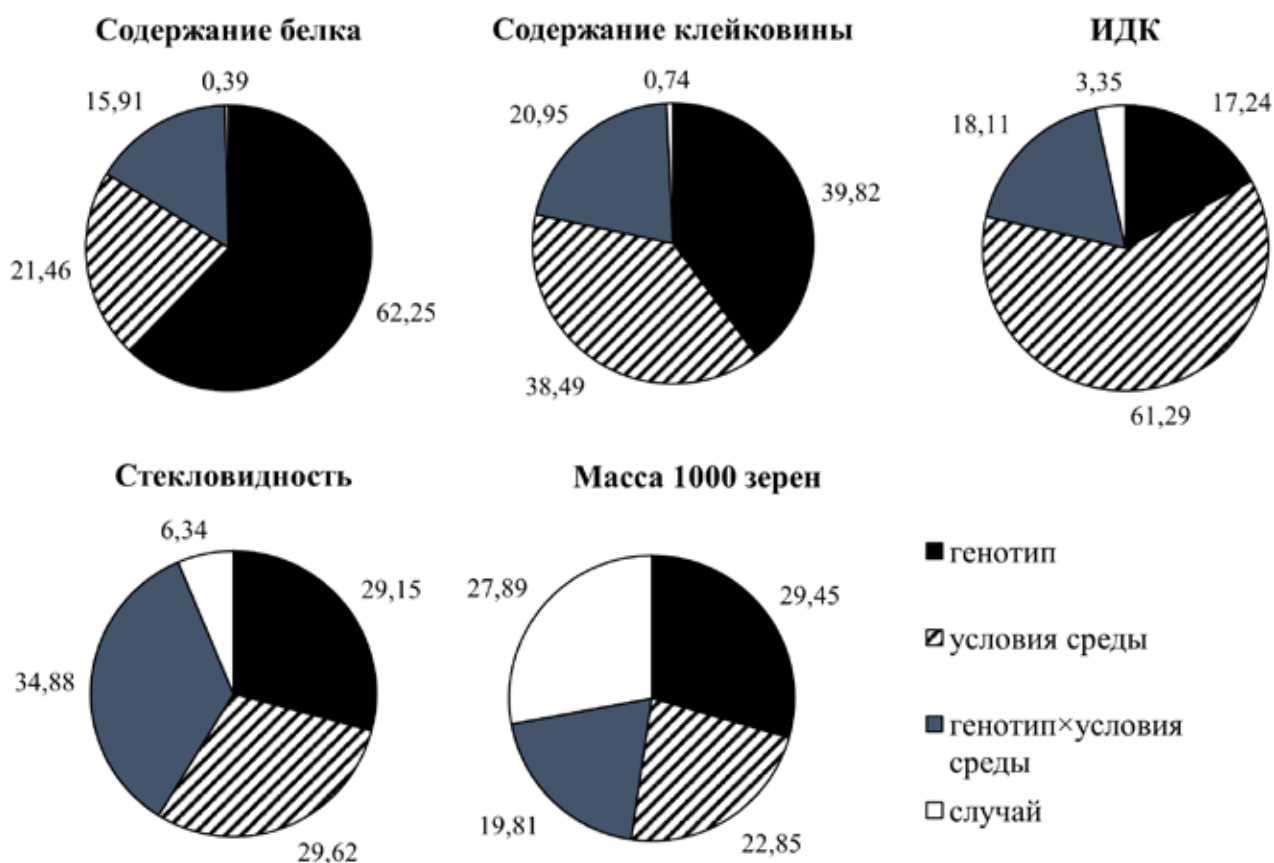 Содержание белка
0,39
15,91
21,46
62,25
Содержание клейковины
0,74
20,95
39,82
38,49
ИДК
3,35
17,24
18,11
61,29
Стекловидность
6,34
29,15
34,88
29,62
Масса 1000 зерен
27,89
29,45
19,81
22,85
генотип
условия среды
генотип×условия
среды
случай